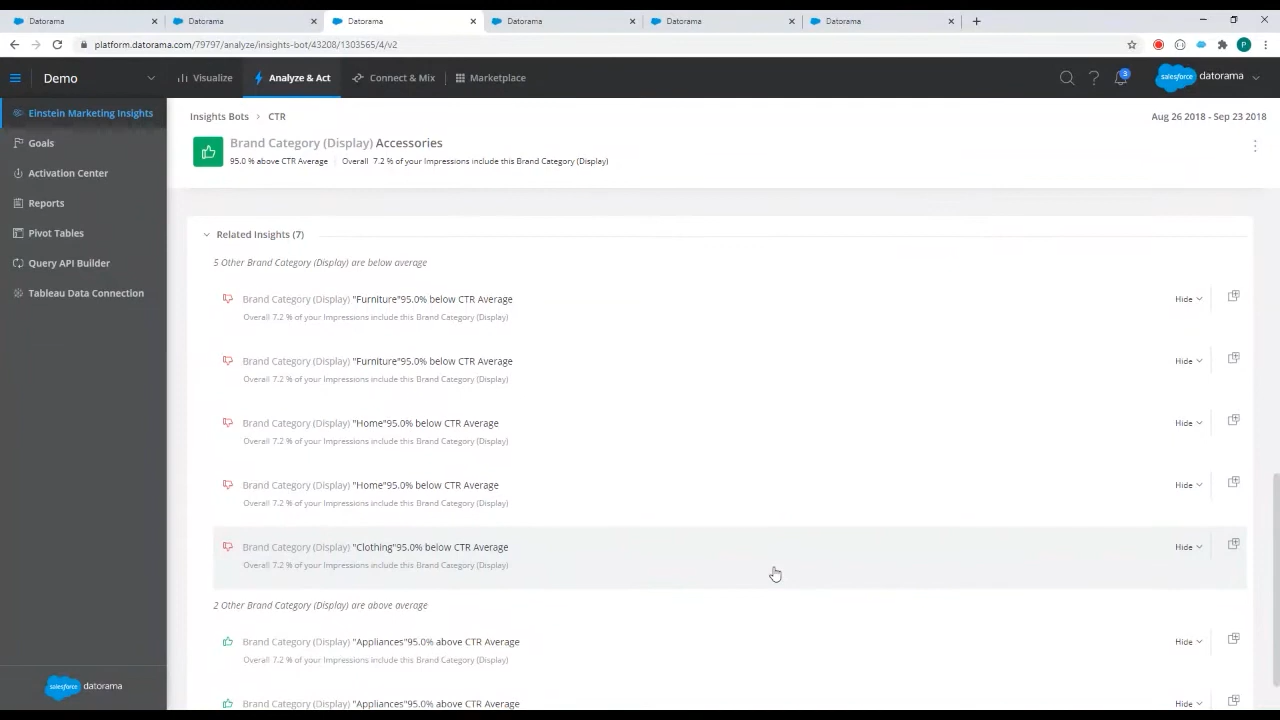 Datorama
Datorama
Datorama
Datorama
Datorama
platform.datorama.com/79797/analyze/insights-bot/43208/1303565/4/v2
P
Demo
Visualize
Analyze & Act
Connect & Mix
Marketplace
3
salesforce datorama
Einstein Marketing Insights
Goals
Activation Center
Reports
Pivot Tables
Query API Builder
Tableau Data Connection
salesforce datorama
Insights Bots > CTR
Aug 26 2018 - Sep 23 2018
Brand Category (Display) Accessories
95.0 % above CTR Average
Overall 7.2 % of your Impressions include this Brand Category (Display)
Related Insights (7)
5 Other Brand Category (Display) are below average
Brand Category (Display) "Furniture"95.0% below CTR Average
Hide
Overall 7.2 % of your Impressions include this Brand Category (Display)
Brand Category (Display) "Furniture"95.0% below CTR Average
Hide
Overall 7.2 % of your Impressions include this Brand Category (Display)
Brand Category (Display) "Home"95.0% below CTR Average
Hide
Overall 7.2 % of your Impressions include this Brand Category (Display)
Brand Category (Display) "Home"95.0% below CTR Average
Hide
Overall 7.2 % of your Impressions include this Brand Category (Display)
Brand Category (Display) "Clothing"95.0% below CTR Average
Hide
Overall 7.2 % of your Impressions include this Brand Category (Display)
2 Other Brand Category (Display) are above average
Brand Category (Display) "Appliances"95.0% above CTR Average
Hide
Overall 7.2 % of your Impressions include this Brand Category (Display)
Brand Category (Display) "Appliances"95.0% above CTR Average
Hide